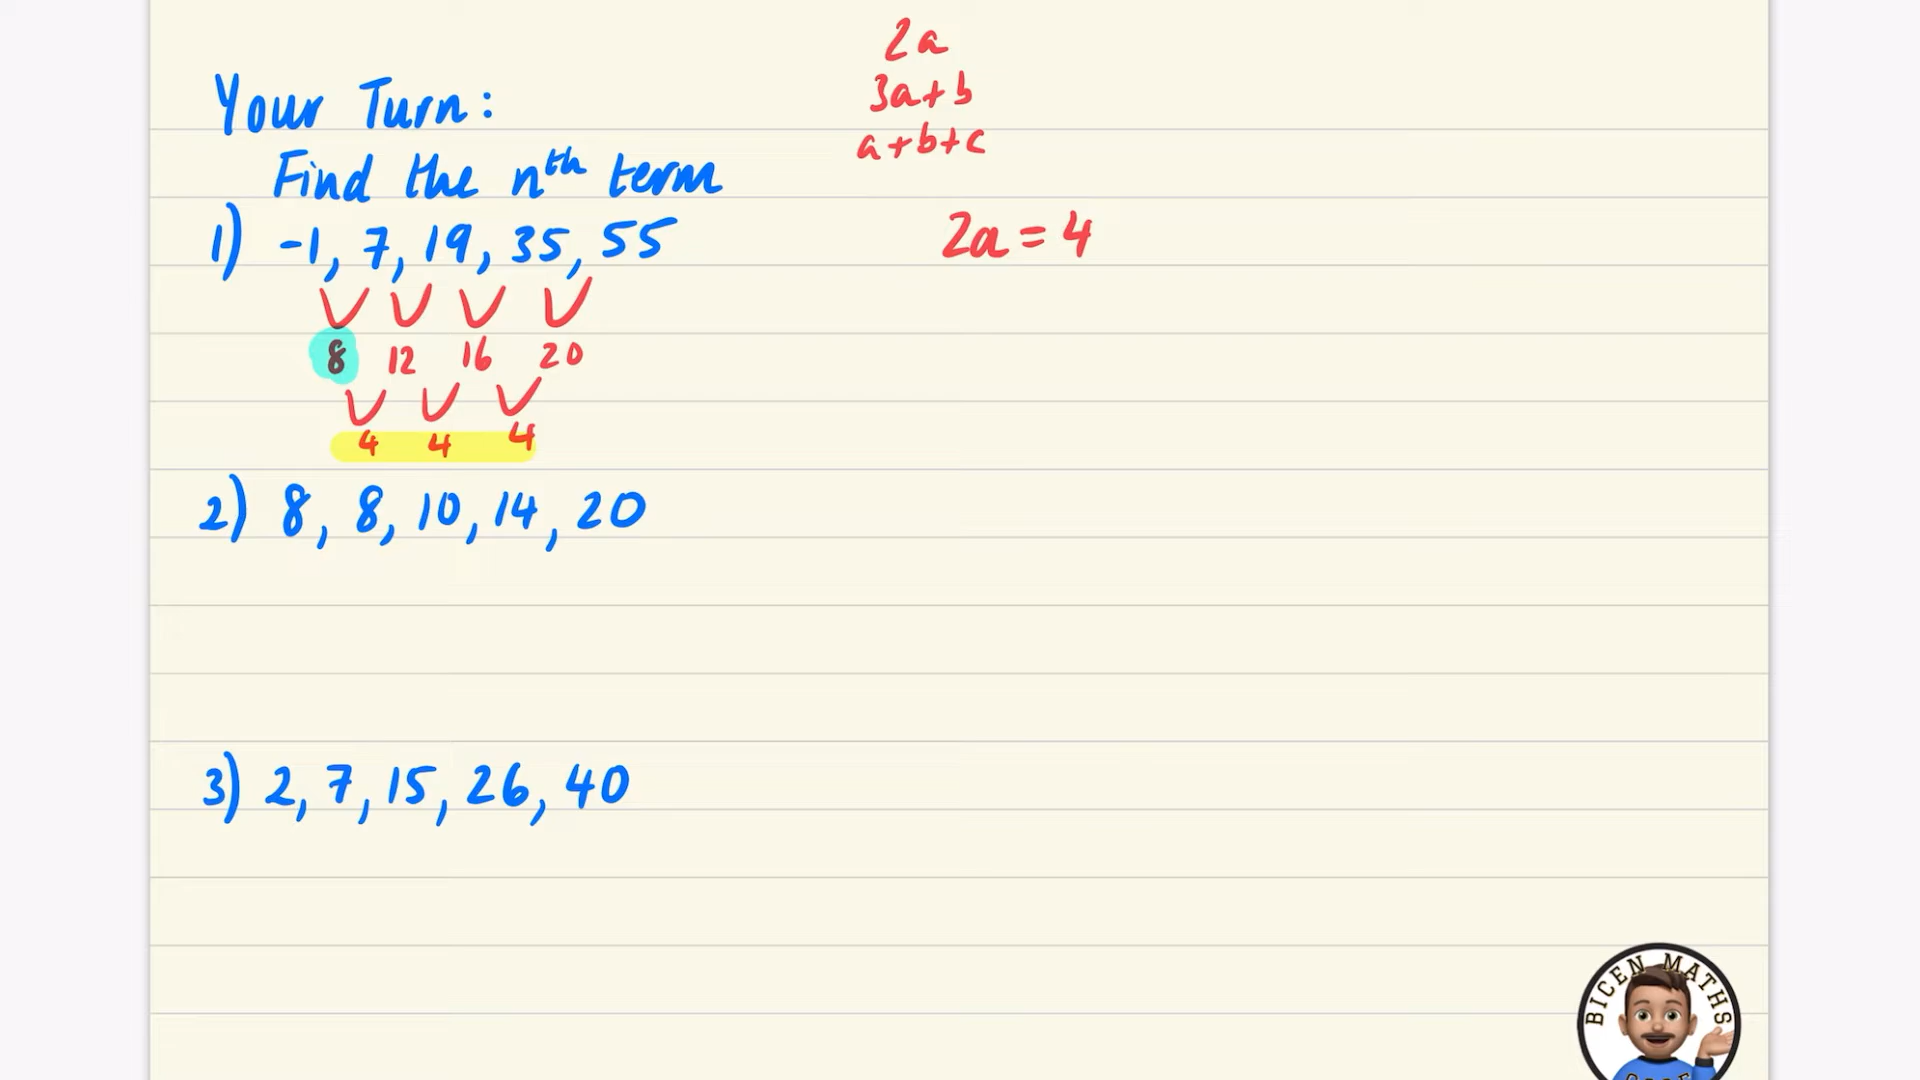 2a
3a+b
a+b+c
Your Turn:
Find the nth term
1) -1, 7, 19, 35, 55
2a = 4
8 12 16 20
4 4 4
2) 8, 8, 10, 14, 20
3) 2, 7, 15, 26, 40
BICEN MATHS